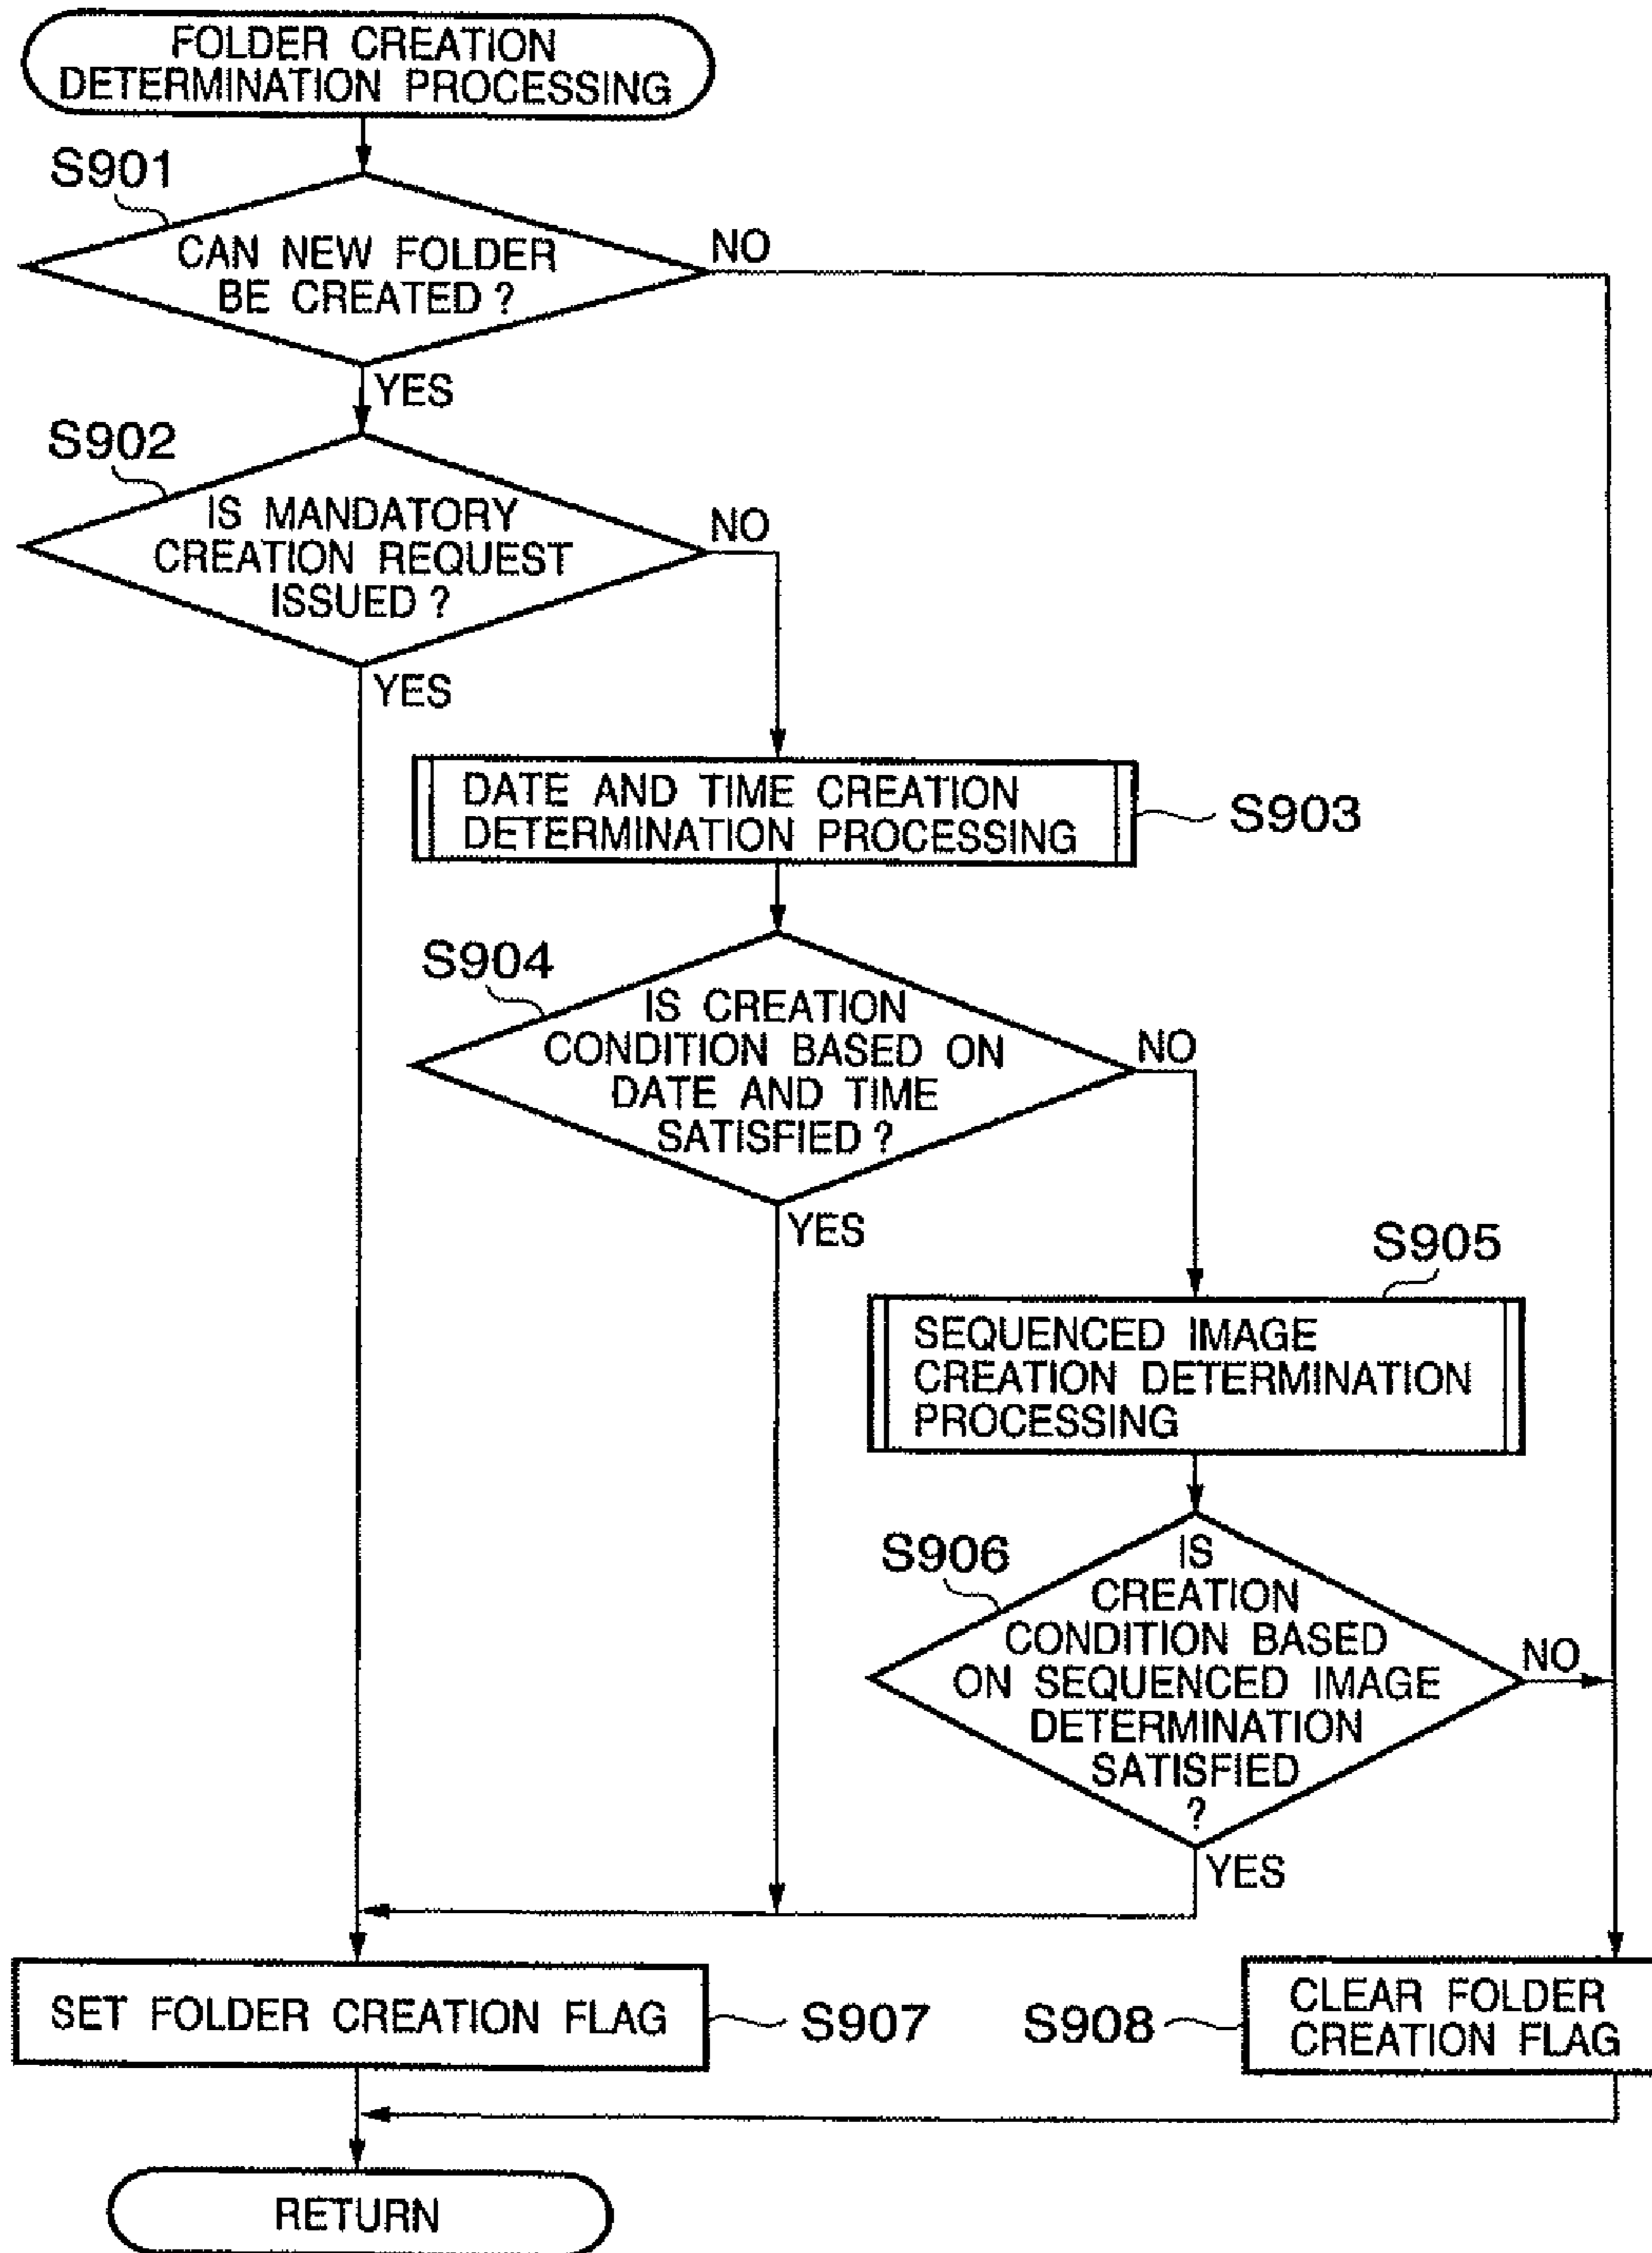 FOLDER CREATION
DETERMINATION PROCESSING
S901
CAN NEW FOLDER
BE CREATED ?
NO
YES
S902
IS MANDATORY
CREATION REQUEST
ISSUED ?
NO
YES
DATE AND TIME CREATION
DETERMINATION PROCESSING
S903
S904
IS CREATION
CONDITION BASED ON
DATE AND TIME
SATISFIED ?
NO
YES
S905
SEQUENCED IMAGE
CREATION DETERMINATION
PROCESSING
S906
IS
CREATION
CONDITION BASED
ON SEQUENCED IMAGE
DETERMINATION
SATISFIED
?
NO
YES
SET FOLDER CREATION FLAG
S907
S908
CLEAR FOLDER
CREATION FLAG
RETURN